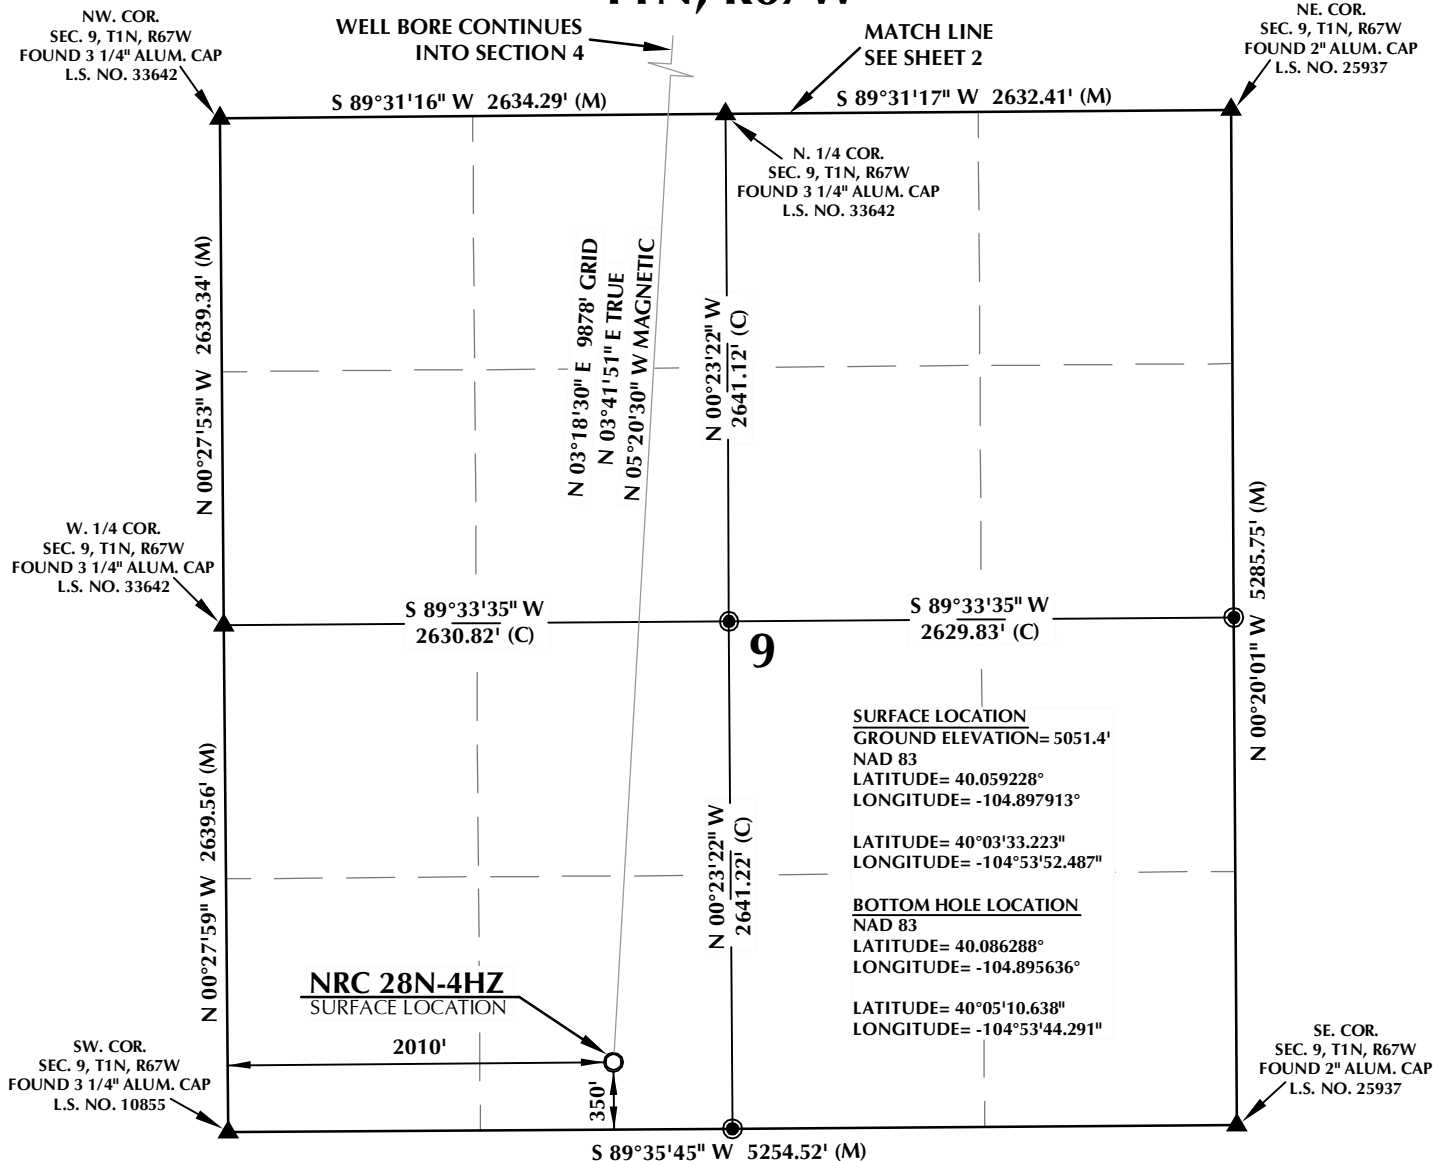 T1N, R67W
NW. COR.
SEC. 9, T1N, R67W
FOUND 3 1/4" ALUM. CAP
L.S. NO. 33642
WELL BORE CONTINUES
INTO SECTION 4
MATCH LINE
SEE SHEET 2
NE. COR.
SEC. 9, T1N, R67W
FOUND 2" ALUM. CAP
L.S. NO. 25937
S 89°31'16" W 2634.29' (M)
S 89°31'17" W 2632.41' (M)
N. 1/4 COR.
SEC. 9, T1N, R67W
FOUND 3 1/4" ALUM. CAP
L.S. NO. 33642
N 00°27'53" W 2639.34' (M)
N 03°18'30" E 9878' GRID
N 03°41'51" E TRUE
N 05°20'30" W MAGNETIC
N 00°23'22" W
2641.12' (C)
W. 1/4 COR.
SEC. 9, T1N, R67W
FOUND 3 1/4" ALUM. CAP
L.S. NO. 33642
S 89°33'35" W
2630.82' (C)
S 89°33'35" W
2629.83' (C)
9
N 00°20'01" W 5285.75' (M)
N 00°27'59" W 2639.56' (M)
N 00°23'22" W
2641.22' (C)
SURFACE LOCATION
GROUND ELEVATION= 5051.4'
NAD 83
LATITUDE= 40.059228°
LONGITUDE= -104.897913°
LATITUDE= 40°03'33.223"
LONGITUDE= -104°53'52.487"
BOTTOM HOLE LOCATION
NAD 83
LATITUDE= 40.086288°
LONGITUDE= -104.895636°
LATITUDE= 40°05'10.638"
LONGITUDE= -104°53'44.291"
NRC 28N-4HZ
SURFACE LOCATION
2010'
350'
SW. COR.
SEC. 9, T1N, R67W
FOUND 3 1/4" ALUM. CAP
L.S. NO. 10855
SE. COR.
SEC. 9, T1N, R67W
FOUND 2" ALUM. CAP
L.S. NO. 25937
S 89°35'45" W 5254.52' (M)